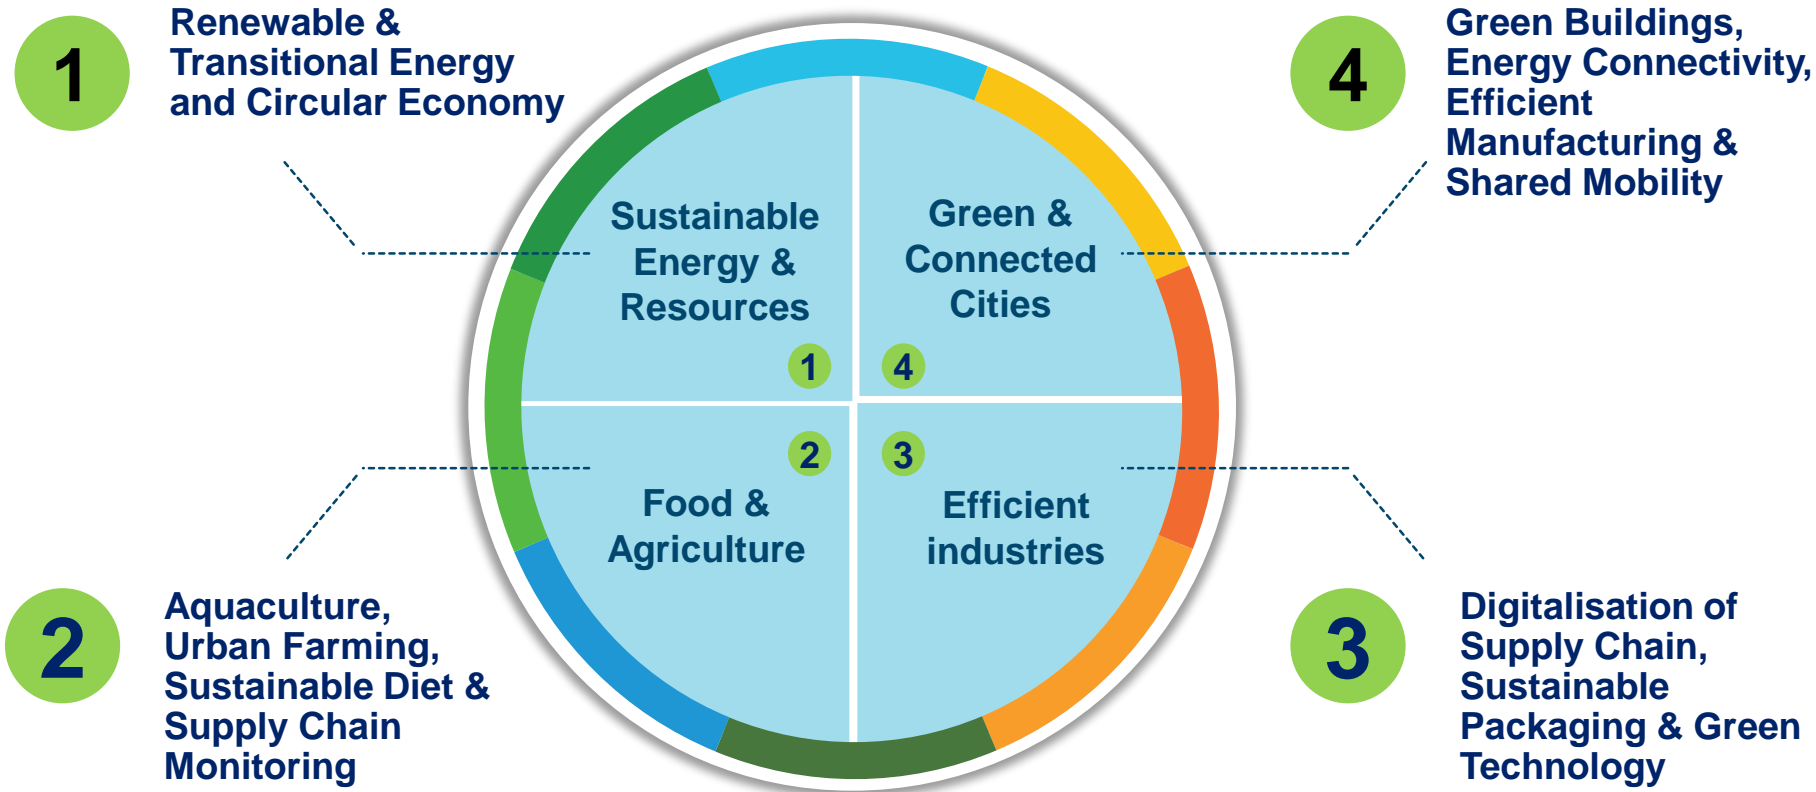 1
Renewable &
Transitional Energy
and Circular Economy
4
Green Buildings,
Energy Connectivity,
Efficient
Manufacturing &
Shared Mobility
Sustainable
Energy &
Resources
1
Green &
Connected
Cities
4
2
Food &
Agriculture
3
Efficient
industries
2
Aquaculture,
Urban Farming,
Sustainable Diet &
Supply Chain
Monitoring
3
Digitalisation of
Supply Chain,
Sustainable
Packaging & Green
Technology